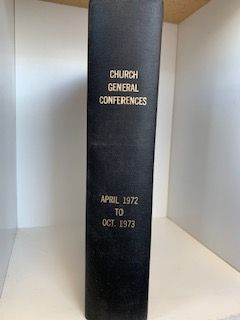 CHURCH
GENERAL
CONFERENCES
APRIL 1972
TO
OCT. 1973